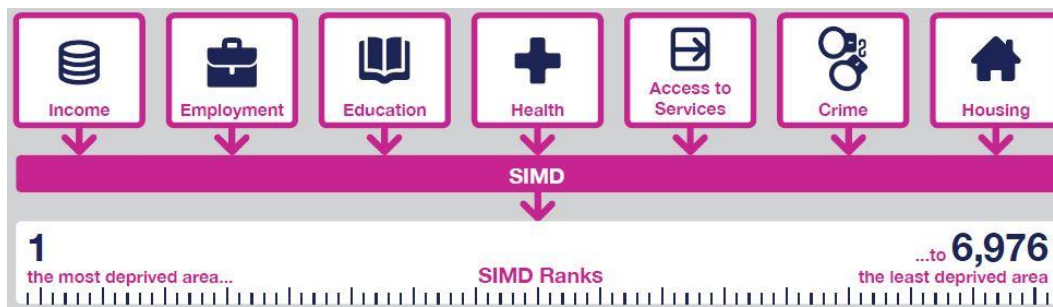 Income
Employment
Education
Health
Access to
Services
Crime
Housing
SIMD
1
the most deprived area...
SIMD Ranks
...to 6,976
the least deprived area